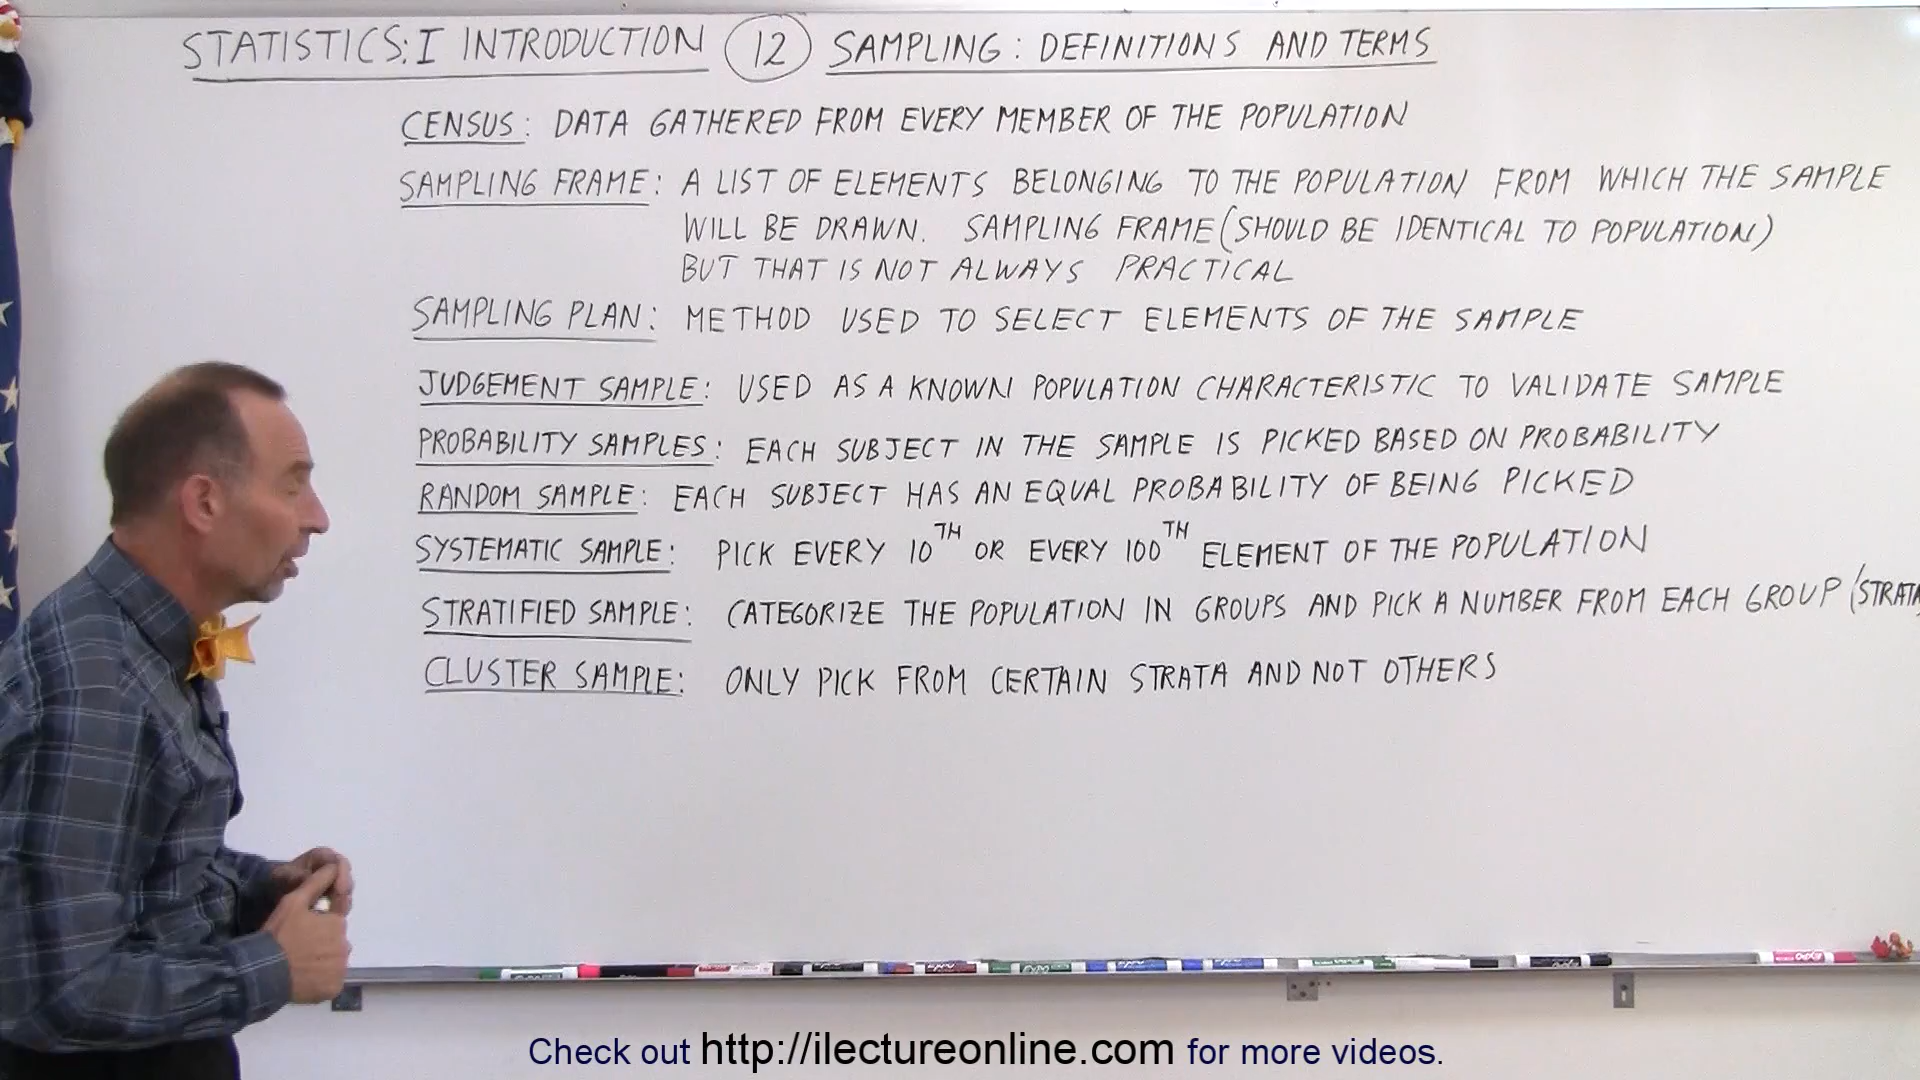 STATISTICS: I INTRODUCTION 12 SAMPLING: DEFINITIONS AND TERMS
CENSUS: DATA GATHERED FROM EVERY MEMBER OF THE POPULATION
SAMPLING FRAME: A LIST OF ELEMENTS BELONGING TO THE POPULATION FROM WHICH THE SAMPLE
WILL BE DRAWN. SAMPLING FRAME (SHOULD BE IDENTICAL TO POPULATION)
BUT THAT IS NOT ALWAYS PRACTICAL
SAMPLING PLAN: METHOD USED TO SELECT ELEMENTS OF THE SAMPLE
JUDGEMENT SAMPLE: USED AS A KNOWN POPULATION CHARACTERISTIC TO VALIDATE SAMPLE
PROBABILITY SAMPLES: EACH SUBJECT IN THE SAMPLE IS PICKED BASED ON PROBABILITY
RANDOM SAMPLE: EACH SUBJECT HAS AN EQUAL PROBABILITY OF BEING PICKED
SYSTEMATIC SAMPLE: PICK EVERY 10TH OR EVERY 100TH ELEMENT OF THE POPULATION
STRATIFIED SAMPLE: CATEGORIZE THE POPULATION IN GROUPS AND PICK A NUMBER FROM EACH GROUP (STRATA)
CLUSTER SAMPLE: ONLY PICK FROM CERTAIN STRATA AND NOT OTHERS
Check out http://ilectureonline.com for more videos.